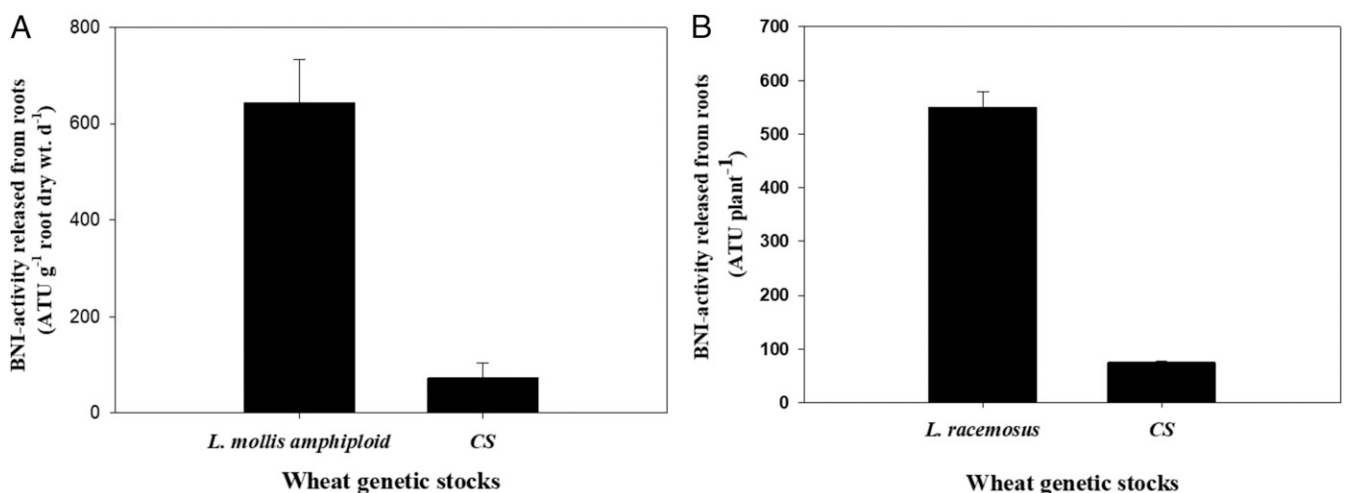 A
BNI-activity released from roots
(ATU g⁻¹ root dry wt. d⁻¹)
800
600
400
200
0
L. mollis amphiploid
CS
Wheat genetic stocks
B
BNI-activity released from roots
(ATU plant⁻¹)
700
600
500
400
300
200
100
0
L. racemosus
CS
Wheat genetic stocks